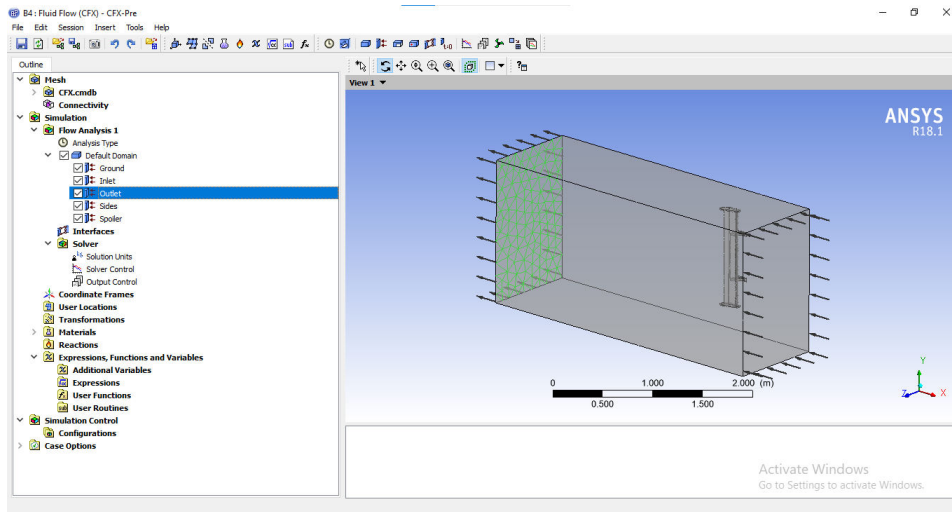 B4 : Fluid Flow (CFX) - CFX-Pre
File Edit Session Insert Tools Help
Outline
Mesh
CFX.cmdb
Connectivity
Simulation
Flow Analysis 1
Analysis Type
Default Domain
Ground
Inlet
Outlet
Sides
Spoiler
Interfaces
Solver
Solution Units
Solver Control
Output Control
Coordinate Frames
User Locations
Transformations
Materials
Reactions
Expressions, Functions and Variables
Additional Variables
Expressions
User Functions
User Routines
Simulation Control
Configurations
Case Options
View 1
ANSYS
R18.1
0 1.000 2.000 (m)
0.500 1.500
Y
Z X
Activate Windows
Go to Settings to activate Windows.